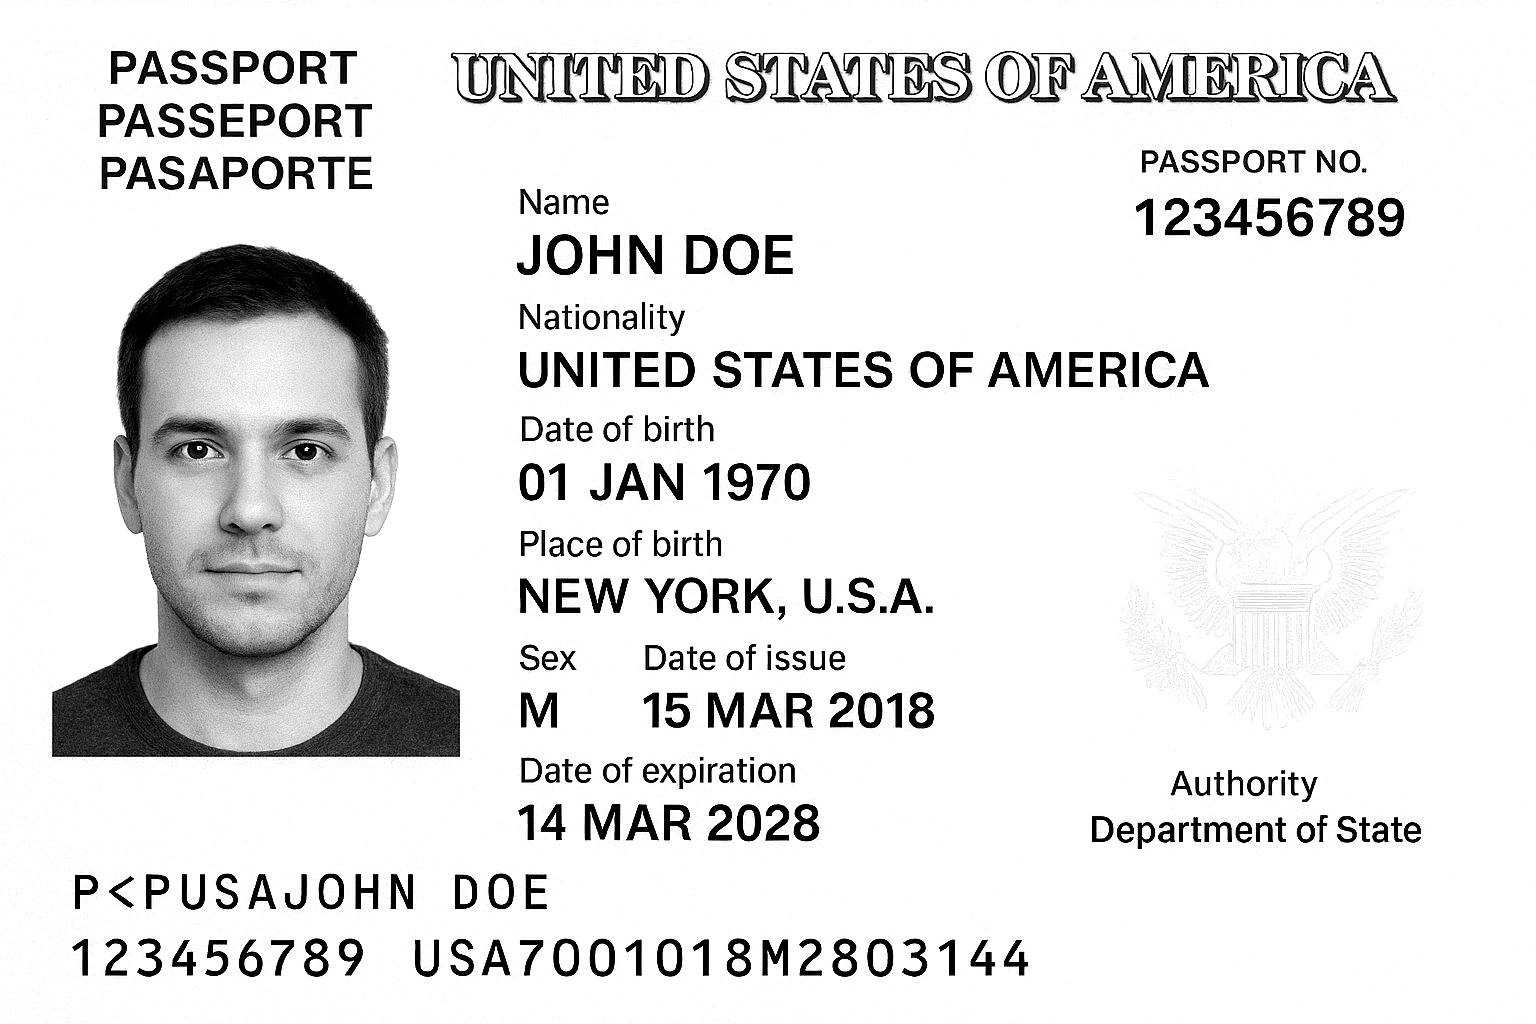 PASSPORT
PASSEPORT
PASAPORTE
UNITED STATES OF AMERICA
PASSPORT NO.
123456789
Name
JOHN DOE
Nationality
UNITED STATES OF AMERICA
Date of birth
01 JAN 1970
Place of birth
NEW YORK, U.S.A.
Sex Date of issue
M 15 MAR 2018
Date of expiration
14 MAR 2028
Authority
Department of State
P<PUSAJOHN DOE
123456789 USA7001018M2803144